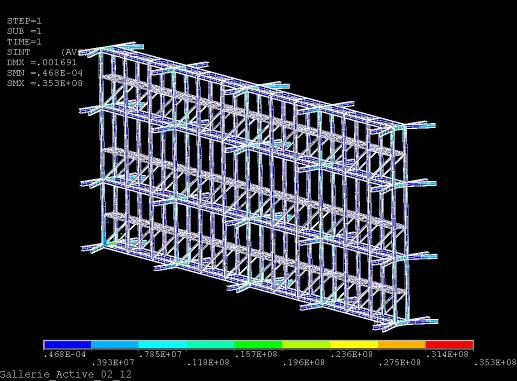 STEP=1
SUB =1
TIME=1
SINT (AV
DMX =.001691
SMN =.468E-04
SMX =.353E+08
.468E-04 .785E+07 .157E+08 .236E+08 .314E+08
.393E+07 .118E+08 .196E+08 .275E+08 .353E+08
Gallerie_Active_02_12